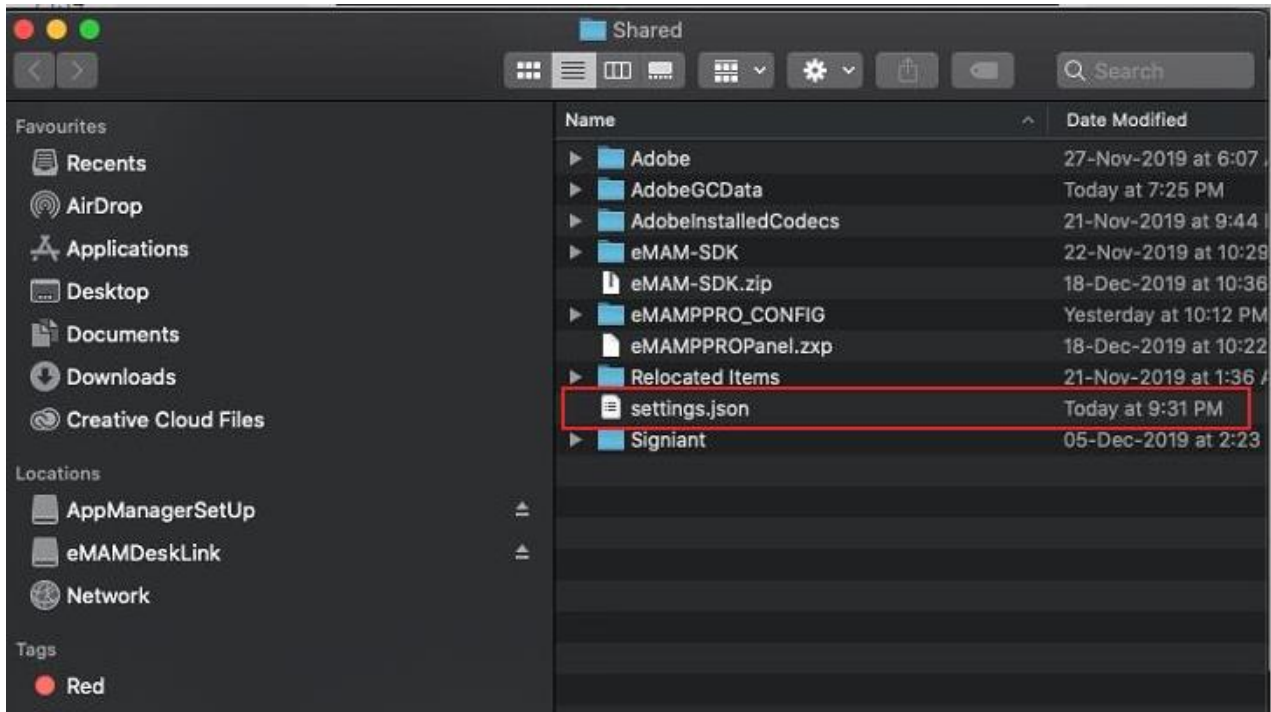 Shared
Search
Favourites
Recents
AirDrop
Applications
Desktop
Documents
Downloads
Creative Cloud Files
Locations
AppManagerSetUp
eMAMDeskLink
Network
Tags
Red
Name Date Modified
Adobe 27-Nov-2019 at 6:07
AdobeGCData Today at 7:25 PM
AdobeInstalledCodecs 21-Nov-2019 at 9:44
eMAM-SDK 22-Nov-2019 at 10:29
eMAM-SDK.zip 18-Dec-2019 at 10:36
eMAMPPRO_CONFIG Yesterday at 10:12 PM
eMAMPPROPanel.zxp 18-Dec-2019 at 10:22
Relocated Items 21-Nov-2019 at 1:36
settings.json Today at 9:31 PM
Signiant 05-Dec-2019 at 2:23